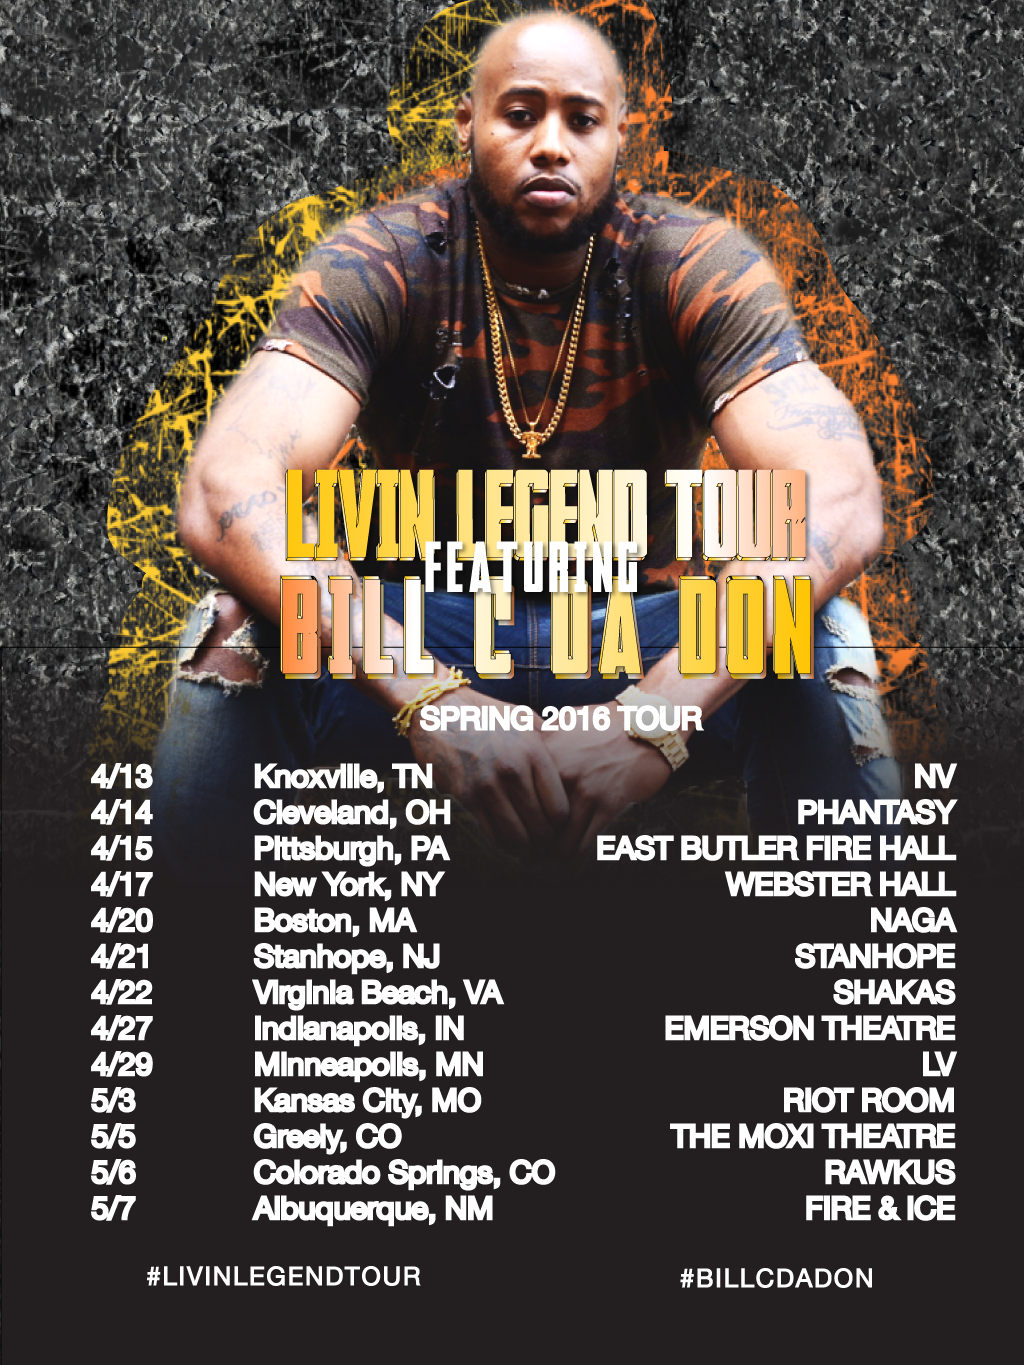 LIVIN LEGEND TOUR
FEATURING
BILL C DA DON
SPRING 2016 TOUR
4/13 Knoxville, TN NV
4/14 Cleveland, OH PHANTASY
4/15 Pittsburgh, PA EAST BUTLER FIRE HALL
4/17 New York, NY WEBSTER HALL
4/20 Boston, MA NAGA
4/21 Stanhope, NJ STANHOPE
4/22 Virginia Beach, VA SHAKAS
4/27 Indianapolis, IN EMERSON THEATRE
4/29 Minneapolis, MN LV
5/3 Kansas City, MO RIOT ROOM
5/5 Greely, CO THE MOXI THEATRE
5/6 Colorado Springs, CO RAWKUS
5/7 Albuquerque, NM FIRE & ICE
#LIVINLEGENDTOUR #BILLCDADON